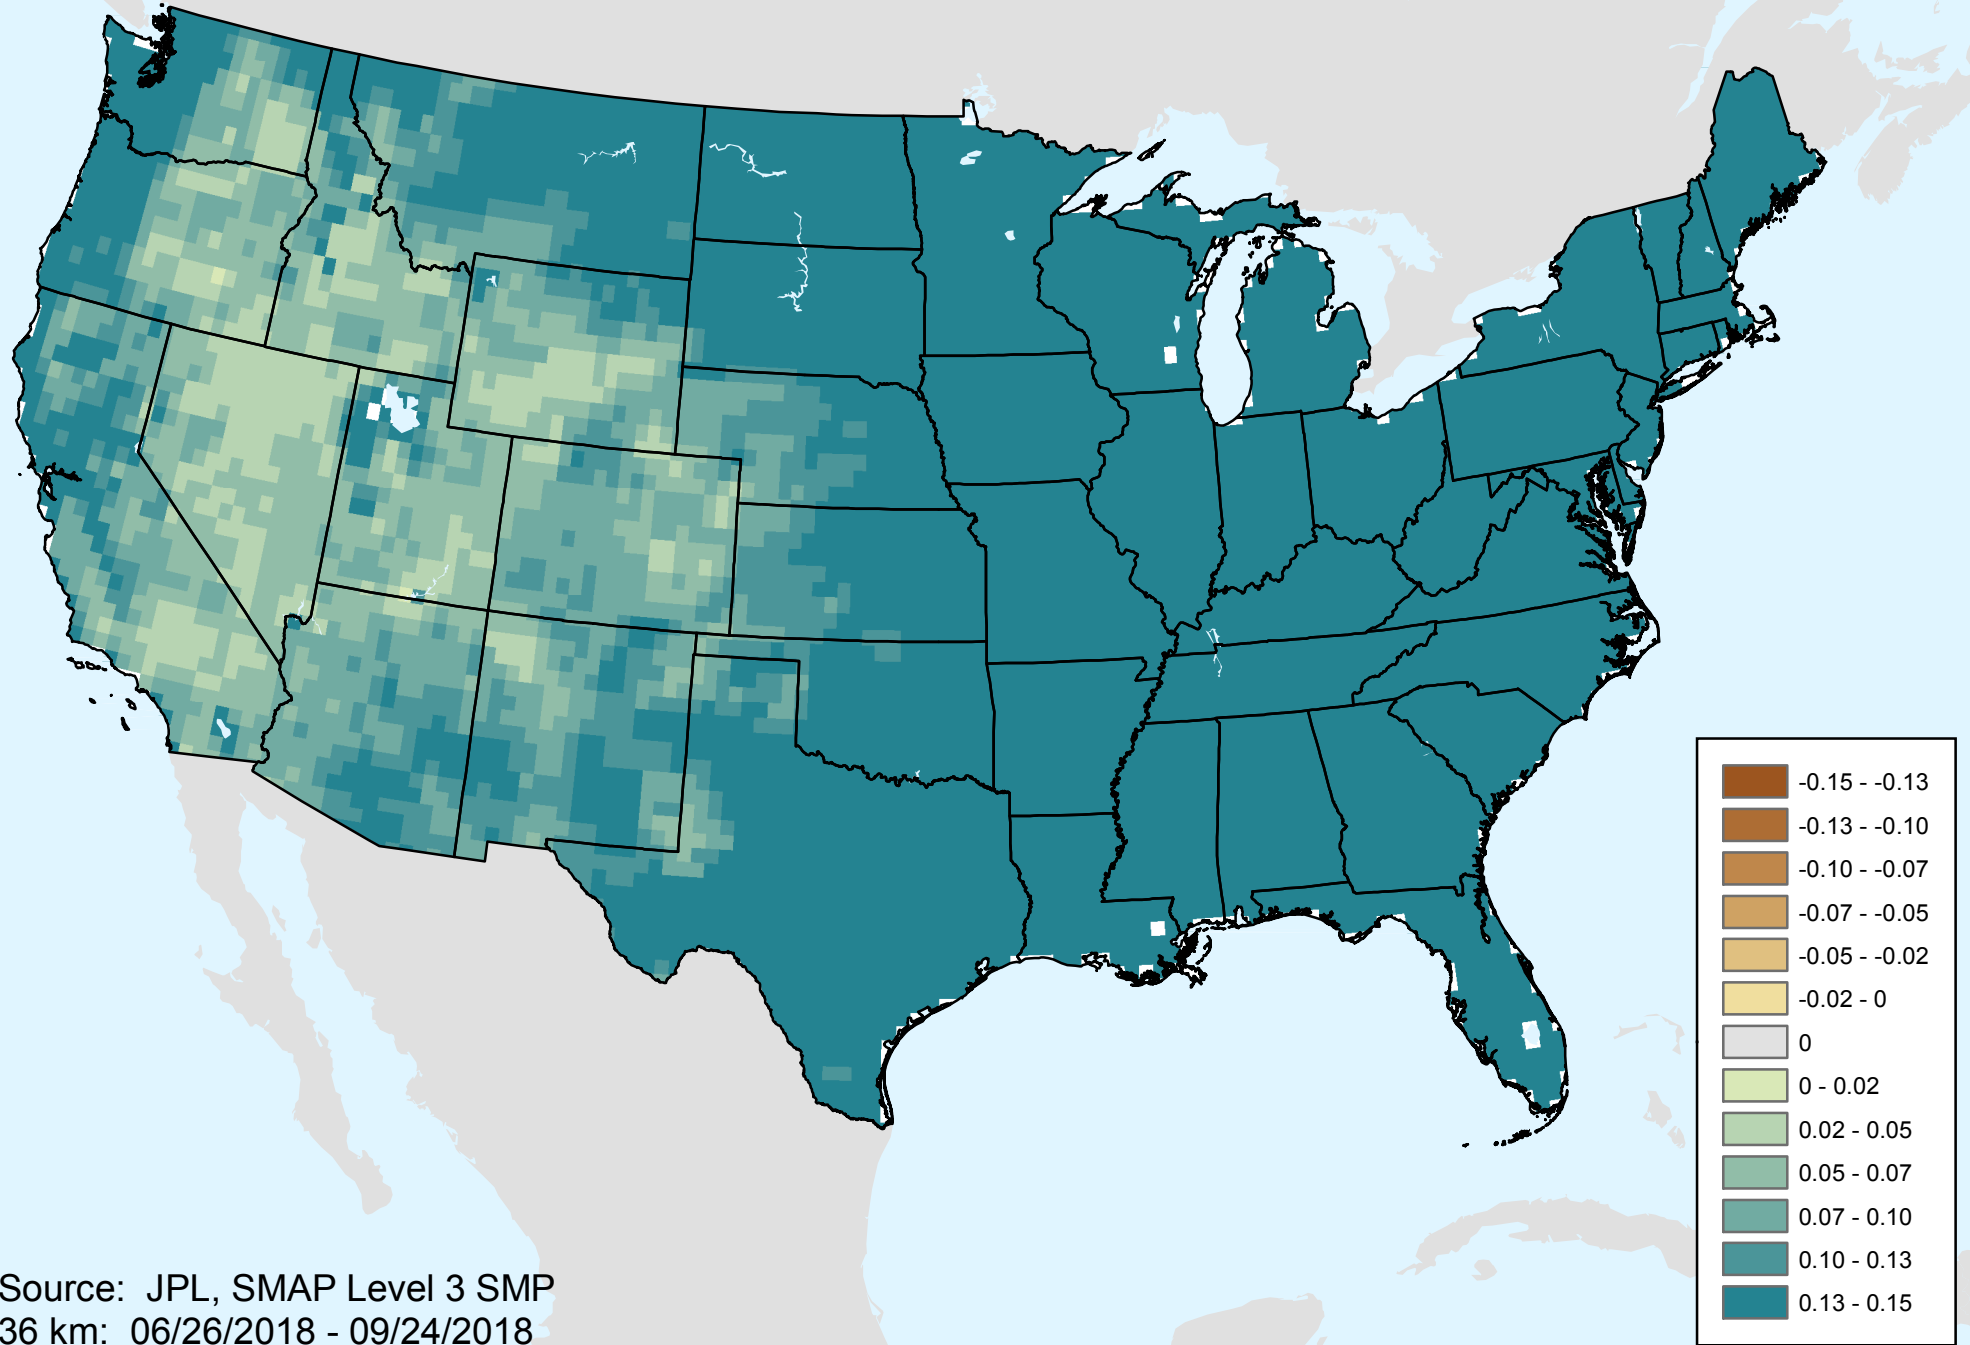 -0.15 - -0.13
-0.13 - -0.10
-0.10 - -0.07
-0.07 - -0.05
-0.05 - -0.02
-0.02 - 0
0
0 - 0.02
0.02 - 0.05
0.05 - 0.07
0.07 - 0.10
0.10 - 0.13
0.13 - 0.15
Source: JPL, SMAP Level 3 SMP
36 km: 06/26/2018 - 09/24/2018